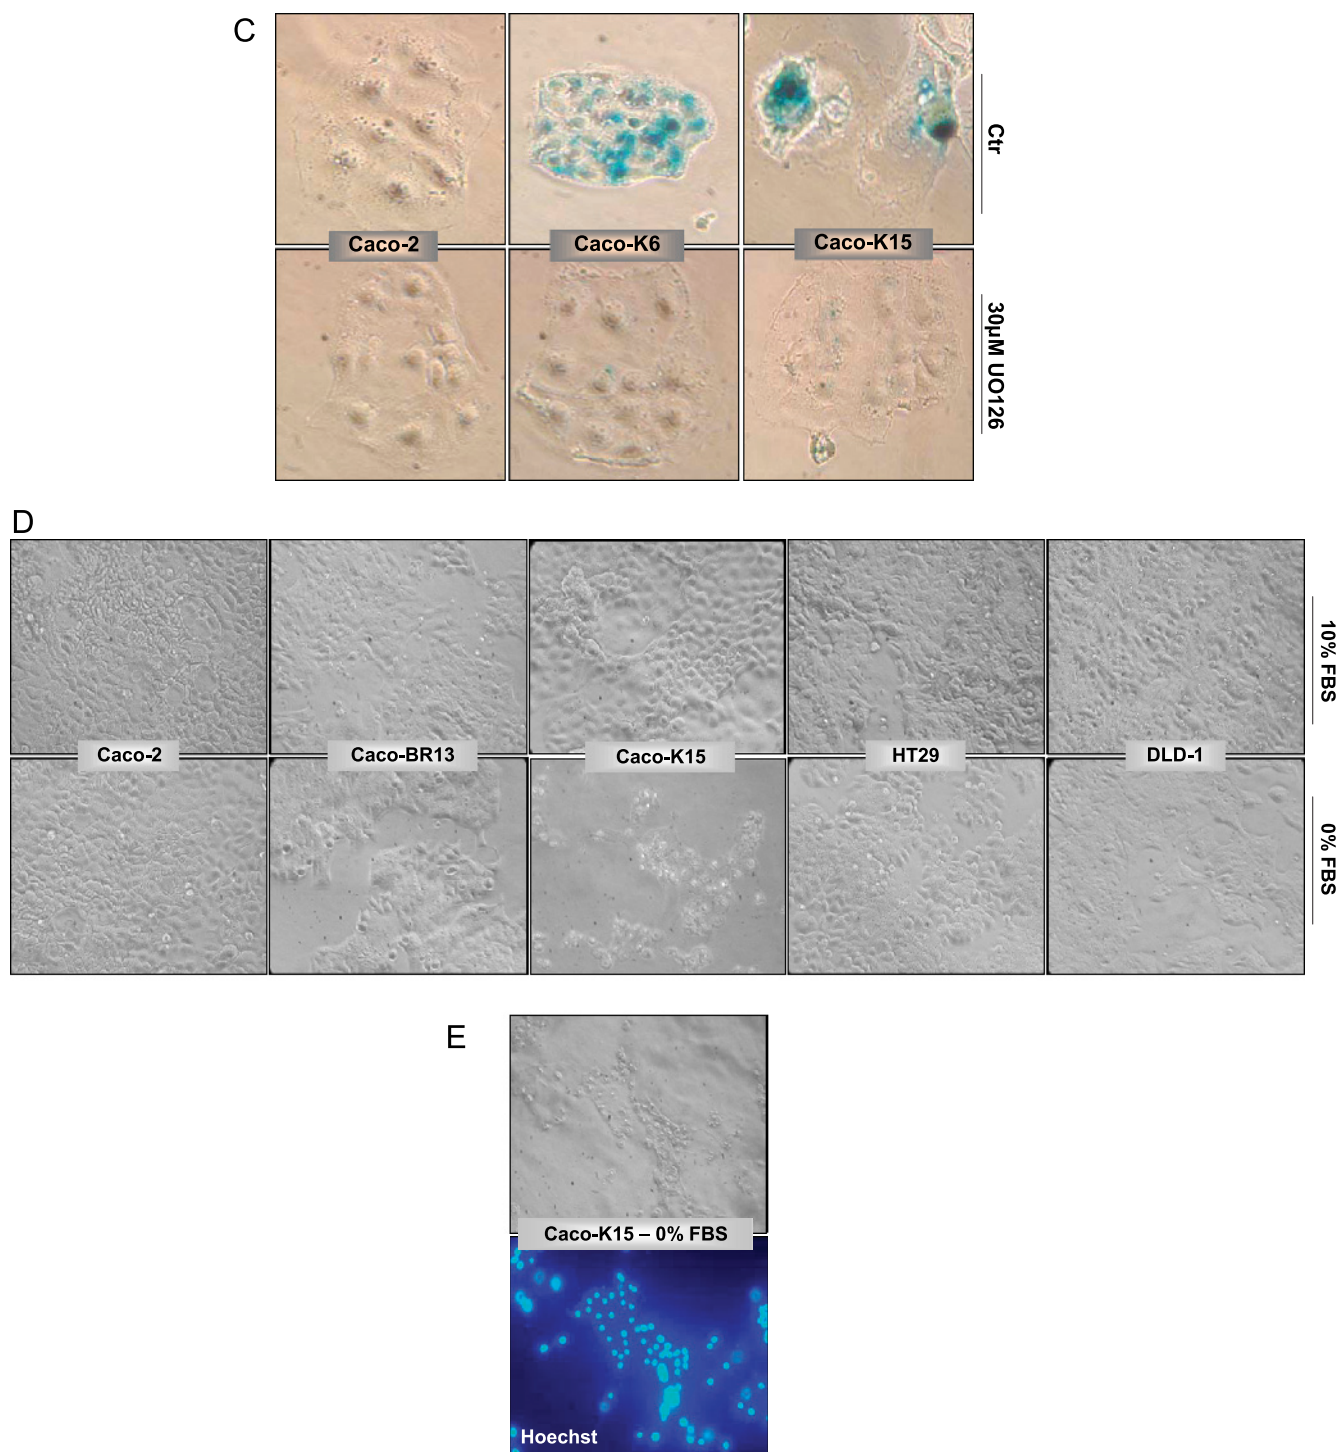 C
Ctr
Caco-2
Caco-K6
Caco-K15
30µM UO126
D
10% FBS
Caco-2
Caco-BR13
Caco-K15
HT29
DLD-1
0% FBS
E
Caco-K15 – 0% FBS
Hoechst